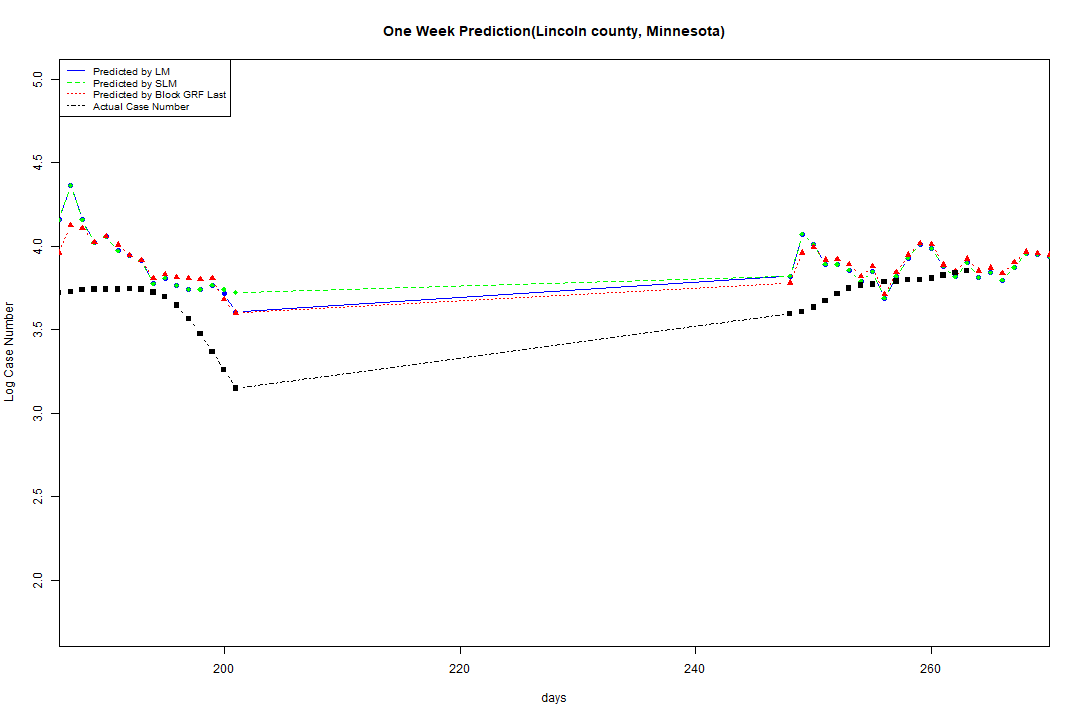 One Week Prediction(Lincoln county, Minnesota)
Predicted by LM
Predicted by SLM
Predicted by Block GRF Last
Actual Case Number
5.0
4.5
4.0
3.5
3.0
2.5
2.0
Log Case Number
200 220 240 260
days